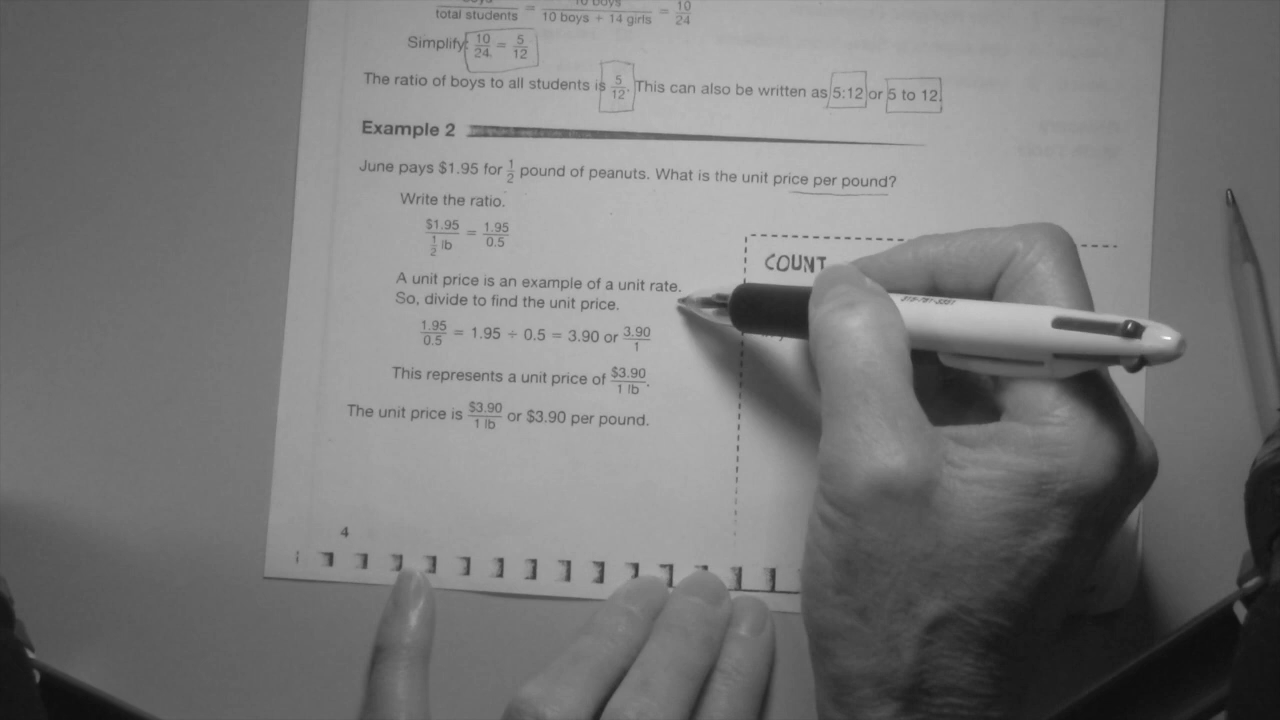 total students = 10 boys + 14 girls = 10/24
Simplify: 10/24 = 5/12
The ratio of boys to all students is 5/12. This can also be written as 5:12 or 5 to 12.
Example 2
June pays $1.95 for 1/2 pound of peanuts. What is the unit price per pound?
Write the ratio.
$1.95 / 1/2 lb = 1.95/0.5
COUNT
A unit price is an example of a unit rate.
So, divide to find the unit price.
1.95/0.5 = 1.95 ÷ 0.5 = 3.90 or 3.90/1
This represents a unit price of $3.90/1 lb.
The unit price is $3.90/1 lb or $3.90 per pound.
4